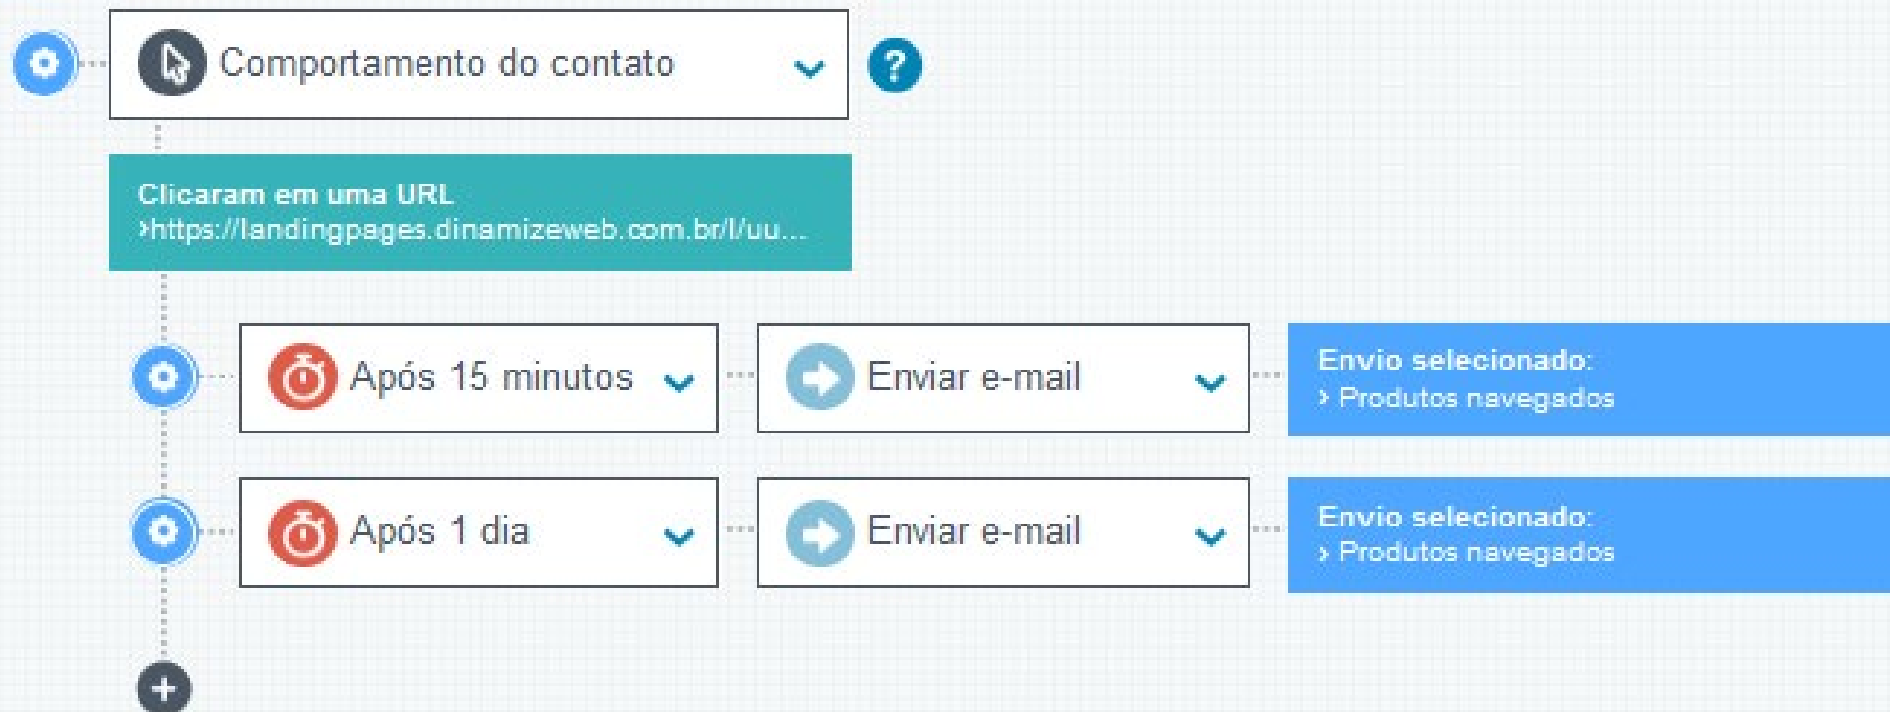 Comportamento do contato
?
Clicaram em uma URL
›https://landingpages.dinamizeweb.com.br/l/uu...
Após 15 minutos
Enviar e-mail
Envio selecionado:
› Produtos navegados
Após 1 dia
Enviar e-mail
Envio selecionado:
› Produtos navegados